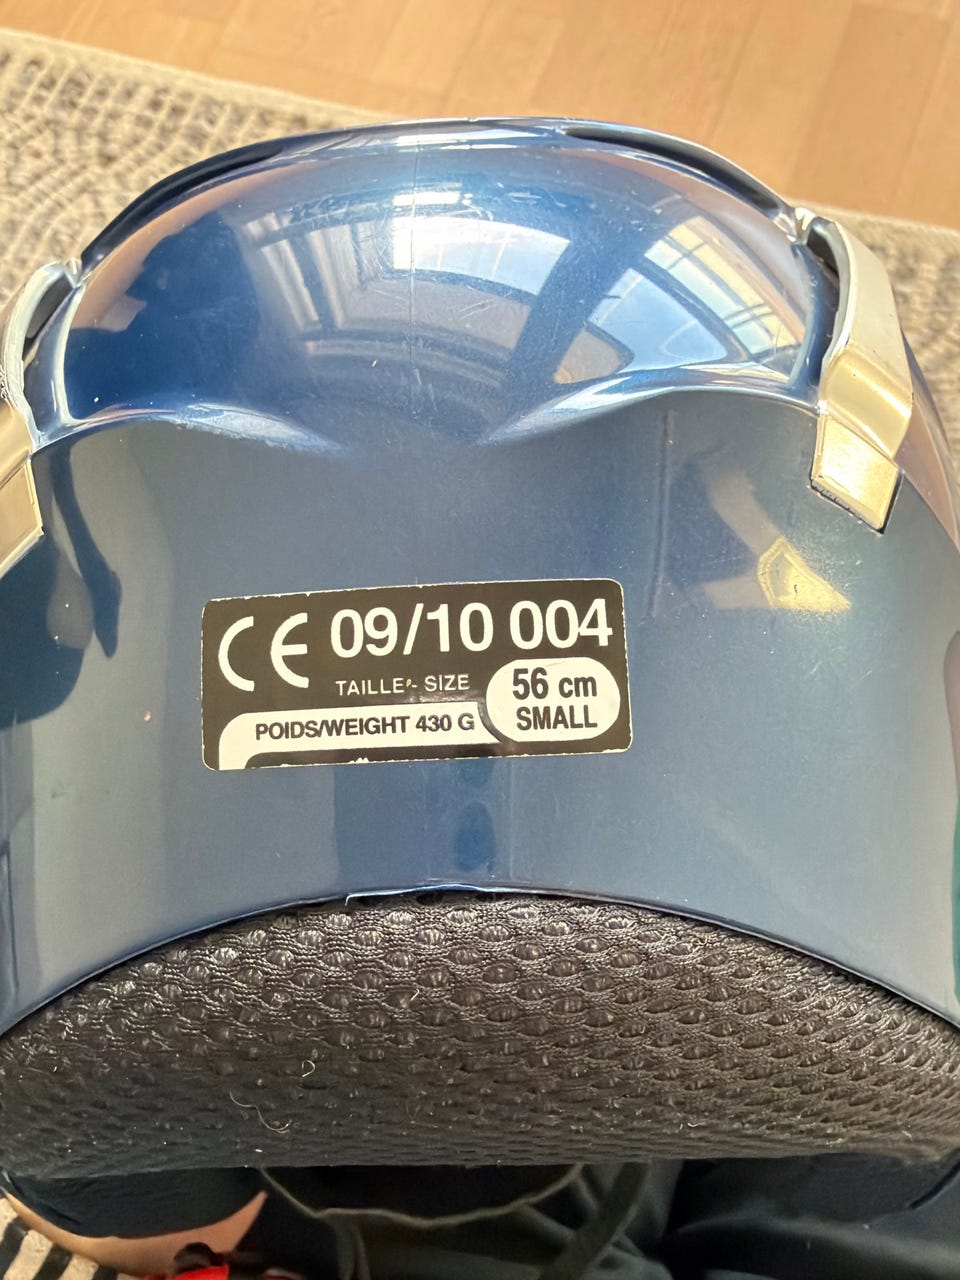 CE 09/10 004
TAILLE - SIZE
56 cm
SMALL
POIDS/WEIGHT 430 G